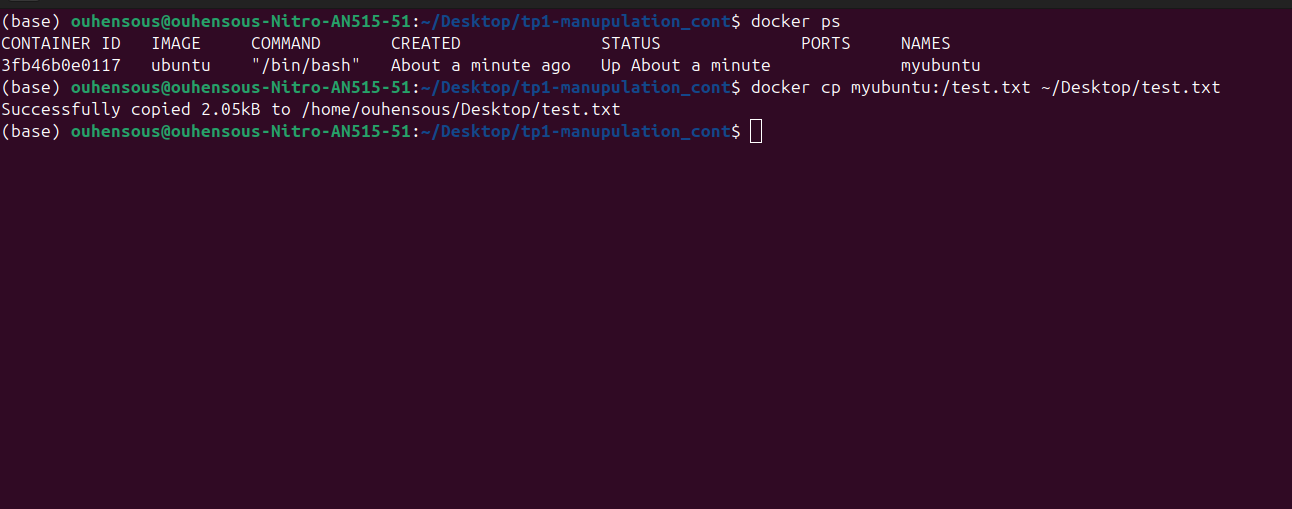 (base) ouhensous@ouhensous-Nitro-AN515-51:~/Desktop/tp1-manupulation_cont$ docker ps
CONTAINER ID   IMAGE     COMMAND       CREATED              STATUS              PORTS     NAMES
3fb46b0e0117   ubuntu    "/bin/bash"   About a minute ago   Up About a minute             myubuntu
(base) ouhensous@ouhensous-Nitro-AN515-51:~/Desktop/tp1-manupulation_cont$ docker cp myubuntu:/test.txt ~/Desktop/test.txt
Successfully copied 2.05kB to /home/ouhensous/Desktop/test.txt
(base) ouhensous@ouhensous-Nitro-AN515-51:~/Desktop/tp1-manupulation_cont$